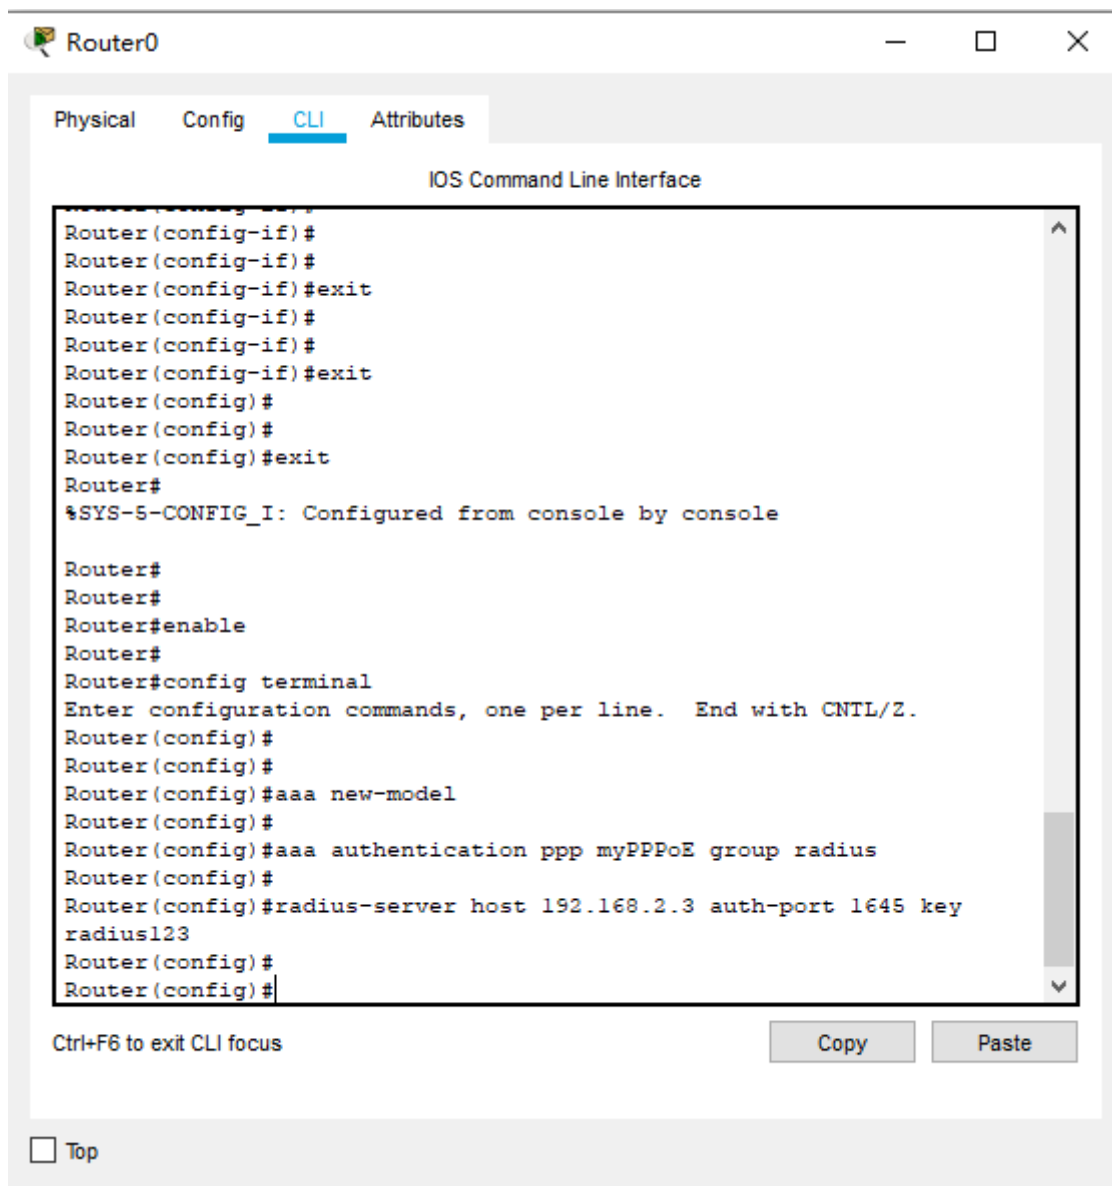 Router0
Physical Config CLI Attributes
IOS Command Line Interface
Router(config-if)#
Router(config-if)#
Router(config-if)#
Router(config-if)#exit
Router(config-if)#
Router(config-if)#
Router(config-if)#exit
Router(config)#
Router(config)#
Router(config)#exit
Router#
%SYS-5-CONFIG_I: Configured from console by console
Router#
Router#
Router#enable
Router#
Router#config terminal
Enter configuration commands, one per line.  End with CNTL/Z.
Router(config)#
Router(config)#
Router(config)#aaa new-model
Router(config)#
Router(config)#aaa authentication ppp myPPPoE group radius
Router(config)#
Router(config)#radius-server host 192.168.2.3 auth-port 1645 key
radius123
Router(config)#
Router(config)#
Ctrl+F6 to exit CLI focus
Copy Paste
Top